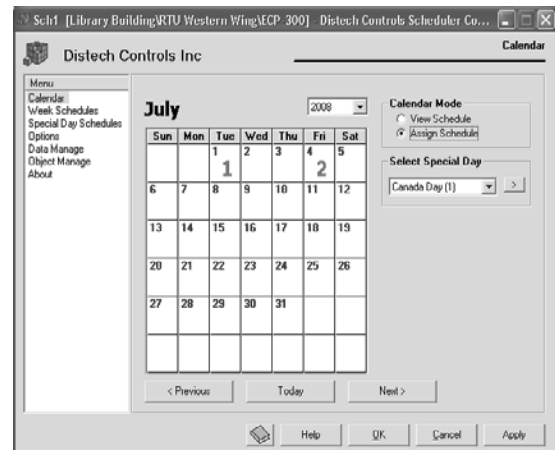 Sch1 [Library Building\RTU Western Wing\ECP-300] - Distech Controls Scheduler Co...
Distech Controls Inc
Calendar
Menu
Calendar
Week Schedules
Special Day Schedules
Options
Data Manage
Object Manage
About
July
2008
Sun Mon Tue Wed Thu Fri Sat
1 2 3 4 5
1 2
6 7 8 9 10 11 12
13 14 15 16 17 18 19
20 21 22 23 24 25 26
27 28 29 30 31
Calendar Mode
View Schedule
Assign Schedule
Select Special Day
Canada Day (1)
>
< Previous
Today
Next >
Help
OK
Cancel
Apply